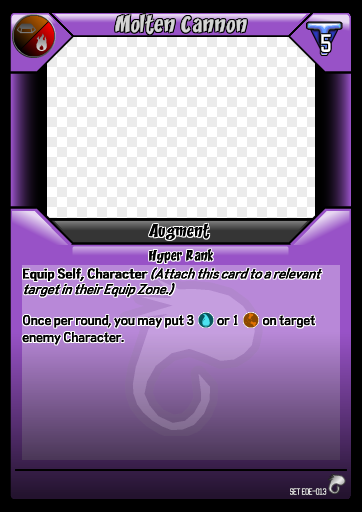 Molten Cannon
5
Augment
Hyper Rank
Equip Self, Character (Attach this card to a relevant
target in their Equip Zone.)
Once per round, you may put 3 or 1 on target
enemy Character.
SET EOE-013